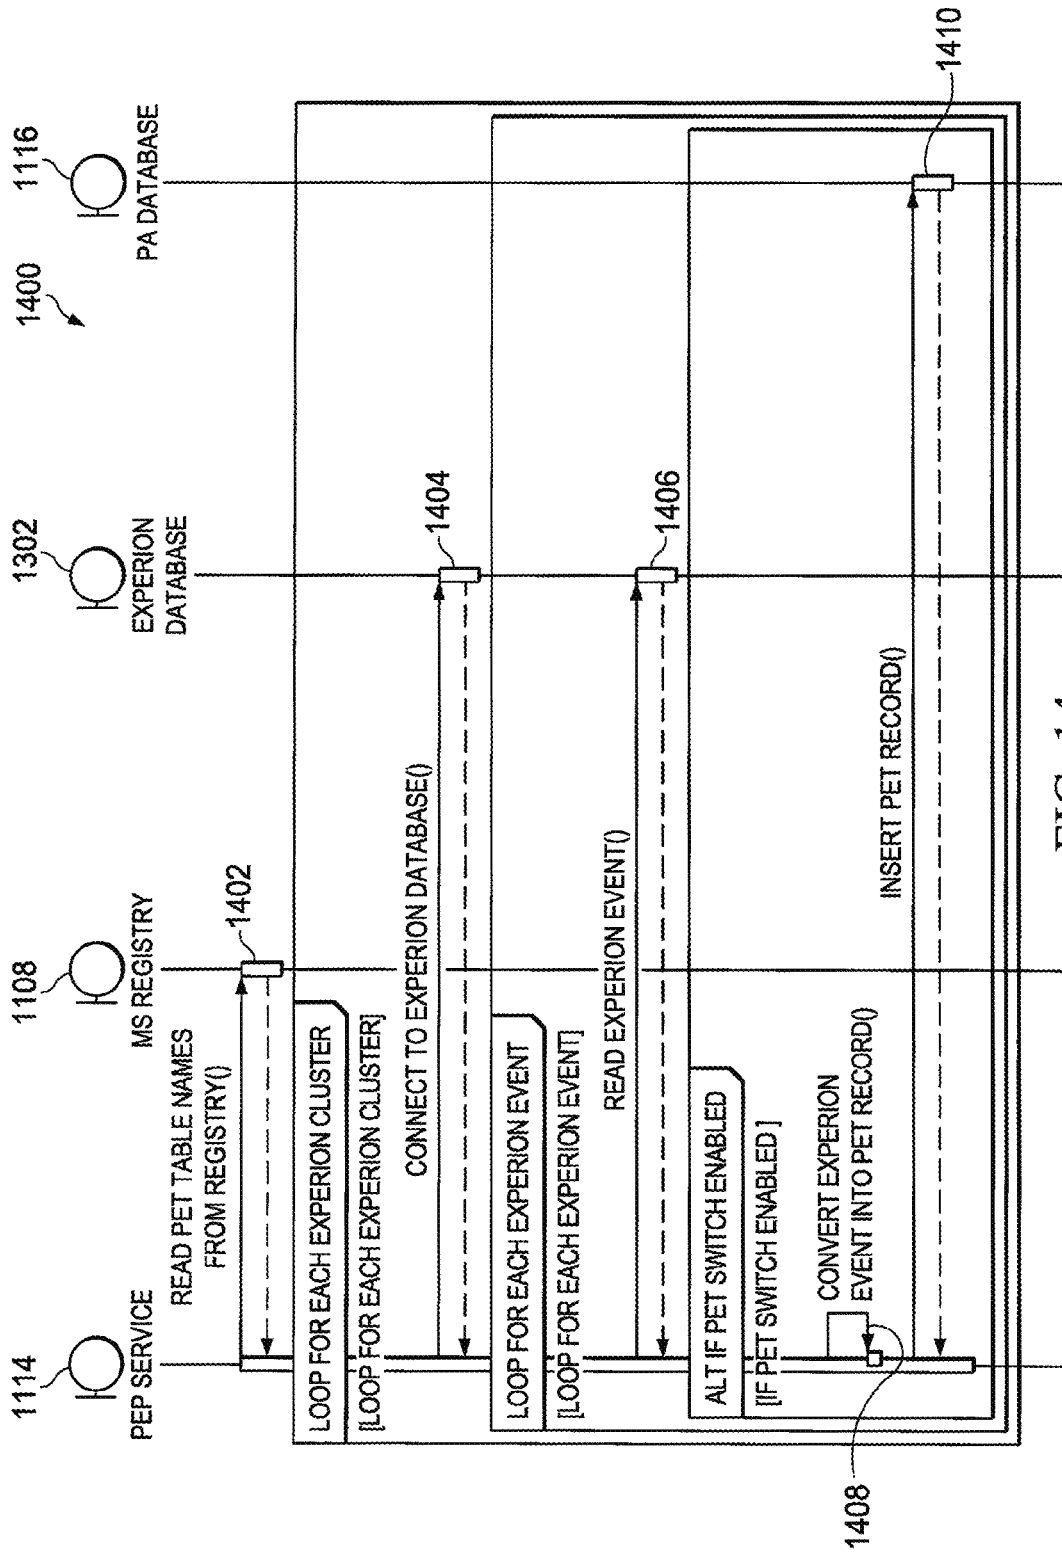 1400
1114
PEP SERVICE
1108
MS REGISTRY
1302
EXPERION
DATABASE
1116
PA DATABASE
READ PET TABLE NAMES
FROM REGISTRY()
1402
LOOP FOR EACH EXPERION CLUSTER
[LOOP FOR EACH EXPERION CLUSTER]
CONNECT TO EXPERION DATABASE()
1404
LOOP FOR EACH EXPERION EVENT
[LOOP FOR EACH EXPERION EVENT]
READ EXPERION EVENT()
1406
ALT IF PET SWITCH ENABLED
[IF PET SWITCH ENABLED ]
CONVERT EXPERION
EVENT INTO PET RECORD()
1408
INSERT PET RECORD()
1410
FIG. 14